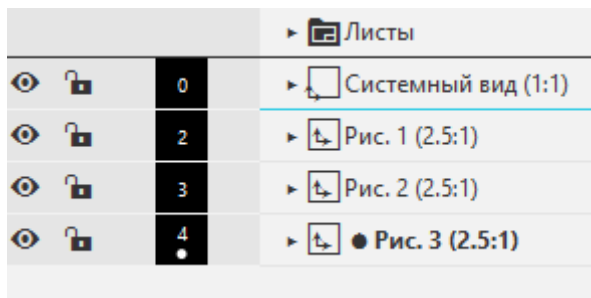 Листы
0 Системный вид (1:1)
2 Рис. 1 (2.5:1)
3 Рис. 2 (2.5:1)
4 Рис. 3 (2.5:1)